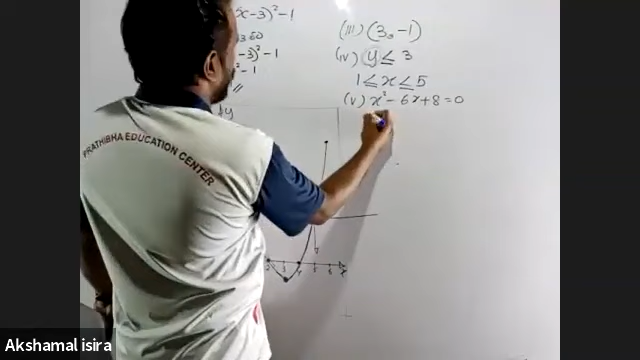 x-3)² -1
-3)² -1
² -1
y
(III) (3, -1)
(IV) y ≤ 3
1 ≤ x ≤ 5
(V) x² - 6x + 8 = 0
PRATHIBHA EDUCATION CENTER
Akshamal isira